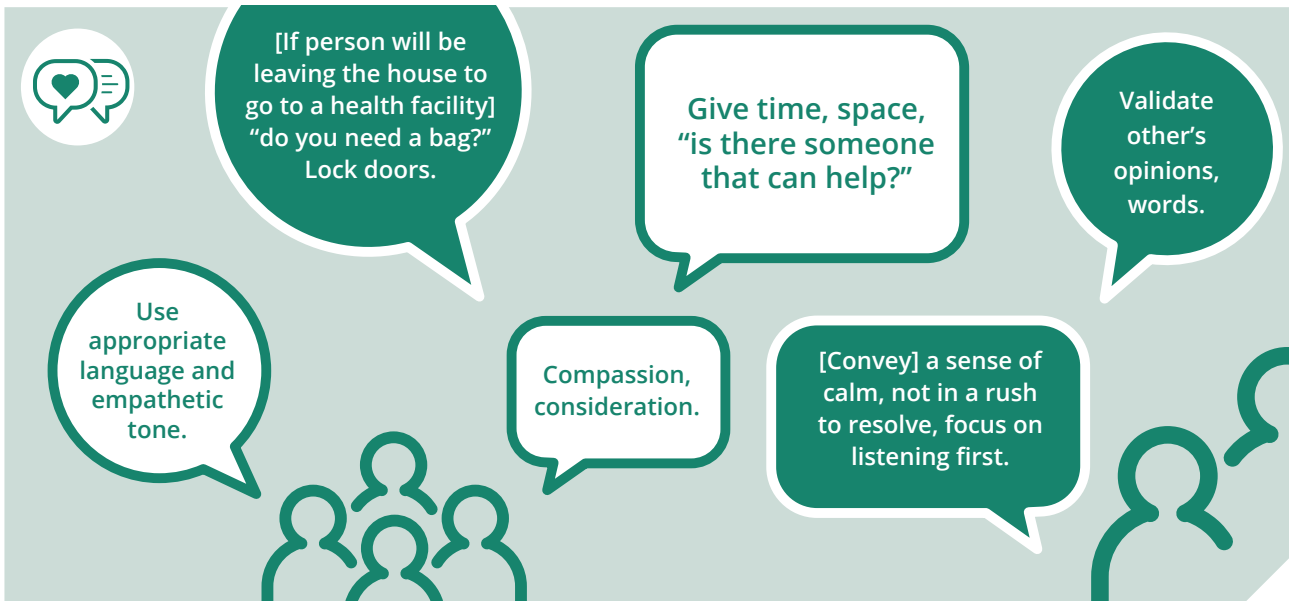 [If person will be
leaving the house to
go to a health facility]
“do you need a bag?”
Lock doors.
Give time, space,
“is there someone
that can help?”
Validate
other’s
opinions,
words.
Use
appropriate
language and
empathetic
tone.
Compassion,
consideration.
[Convey] a sense of
calm, not in a rush
to resolve, focus on
listening first.